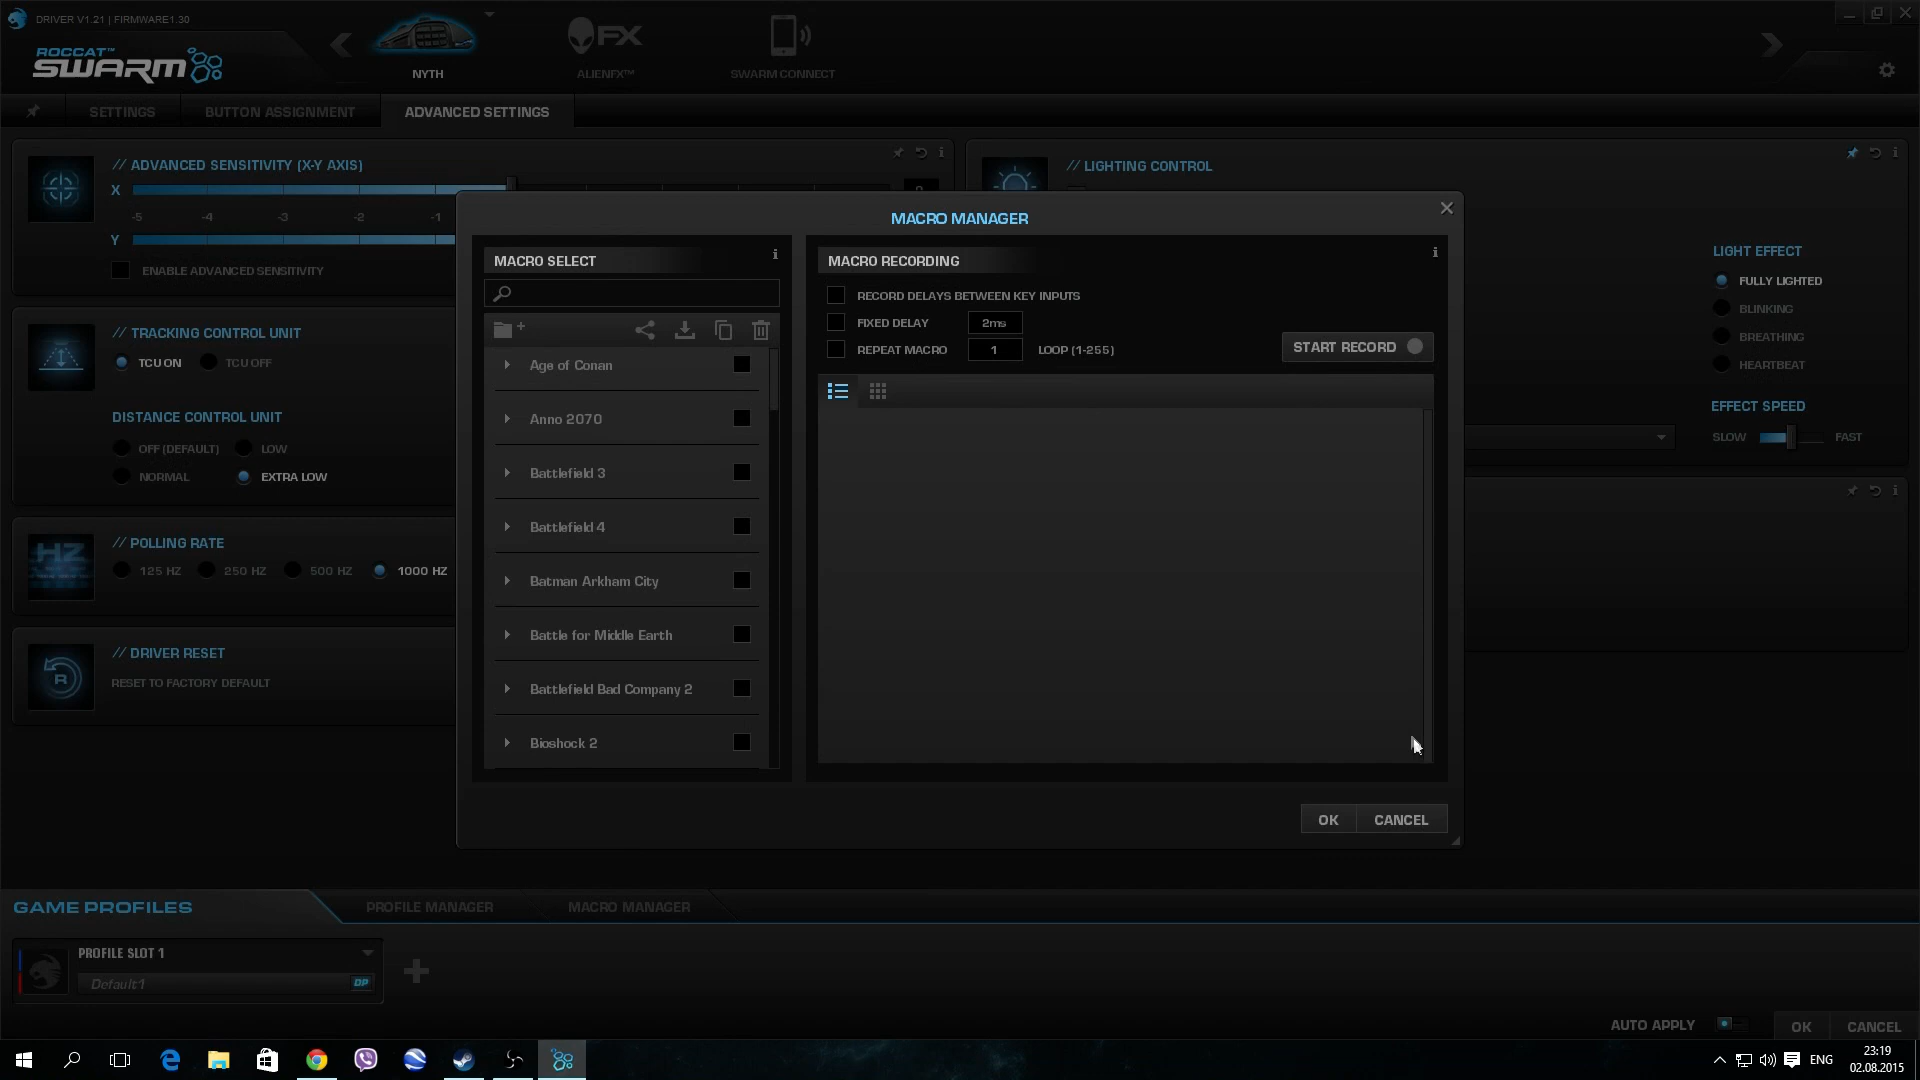 DRIVER V1.21 | FIRMWARE1.30
ROCCAT™
SWARM
NYTH
FX
ALIENFX™
SWARM CONNECT
SETTINGS
BUTTON ASSIGNMENT
ADVANCED SETTINGS
// ADVANCED SENSITIVITY (X-Y AXIS)
X
-5 -4 -3 -2 -1
Y
ENABLE ADVANCED SENSITIVITY
// TRACKING CONTROL UNIT
TCU ON
TCU OFF
DISTANCE CONTROL UNIT
OFF (DEFAULT)
LOW
NORMAL
EXTRA LOW
HZ
// POLLING RATE
125 HZ
250 HZ
500 HZ
1000 HZ
R
// DRIVER RESET
RESET TO FACTORY DEFAULT
// LIGHTING CONTROL
LIGHT EFFECT
FULLY LIGHTED
BLINKING
BREATHING
HEARTBEAT
EFFECT SPEED
SLOW
FAST
MACRO MANAGER
MACRO SELECT
Age of Conan
Anno 2070
Battlefield 3
Battlefield 4
Batman Arkham City
Battle for Middle Earth
Battlefield Bad Company 2
Bioshock 2
MACRO RECORDING
RECORD DELAYS BETWEEN KEY INPUTS
FIXED DELAY
2ms
REPEAT MACRO
1
LOOP (1-255)
START RECORD
OK
CANCEL
GAME PROFILES
PROFILE MANAGER
MACRO MANAGER
PROFILE SLOT 1
Default1
DP
AUTO APPLY
OK
CANCEL
ENG
23:19
02.08.2015